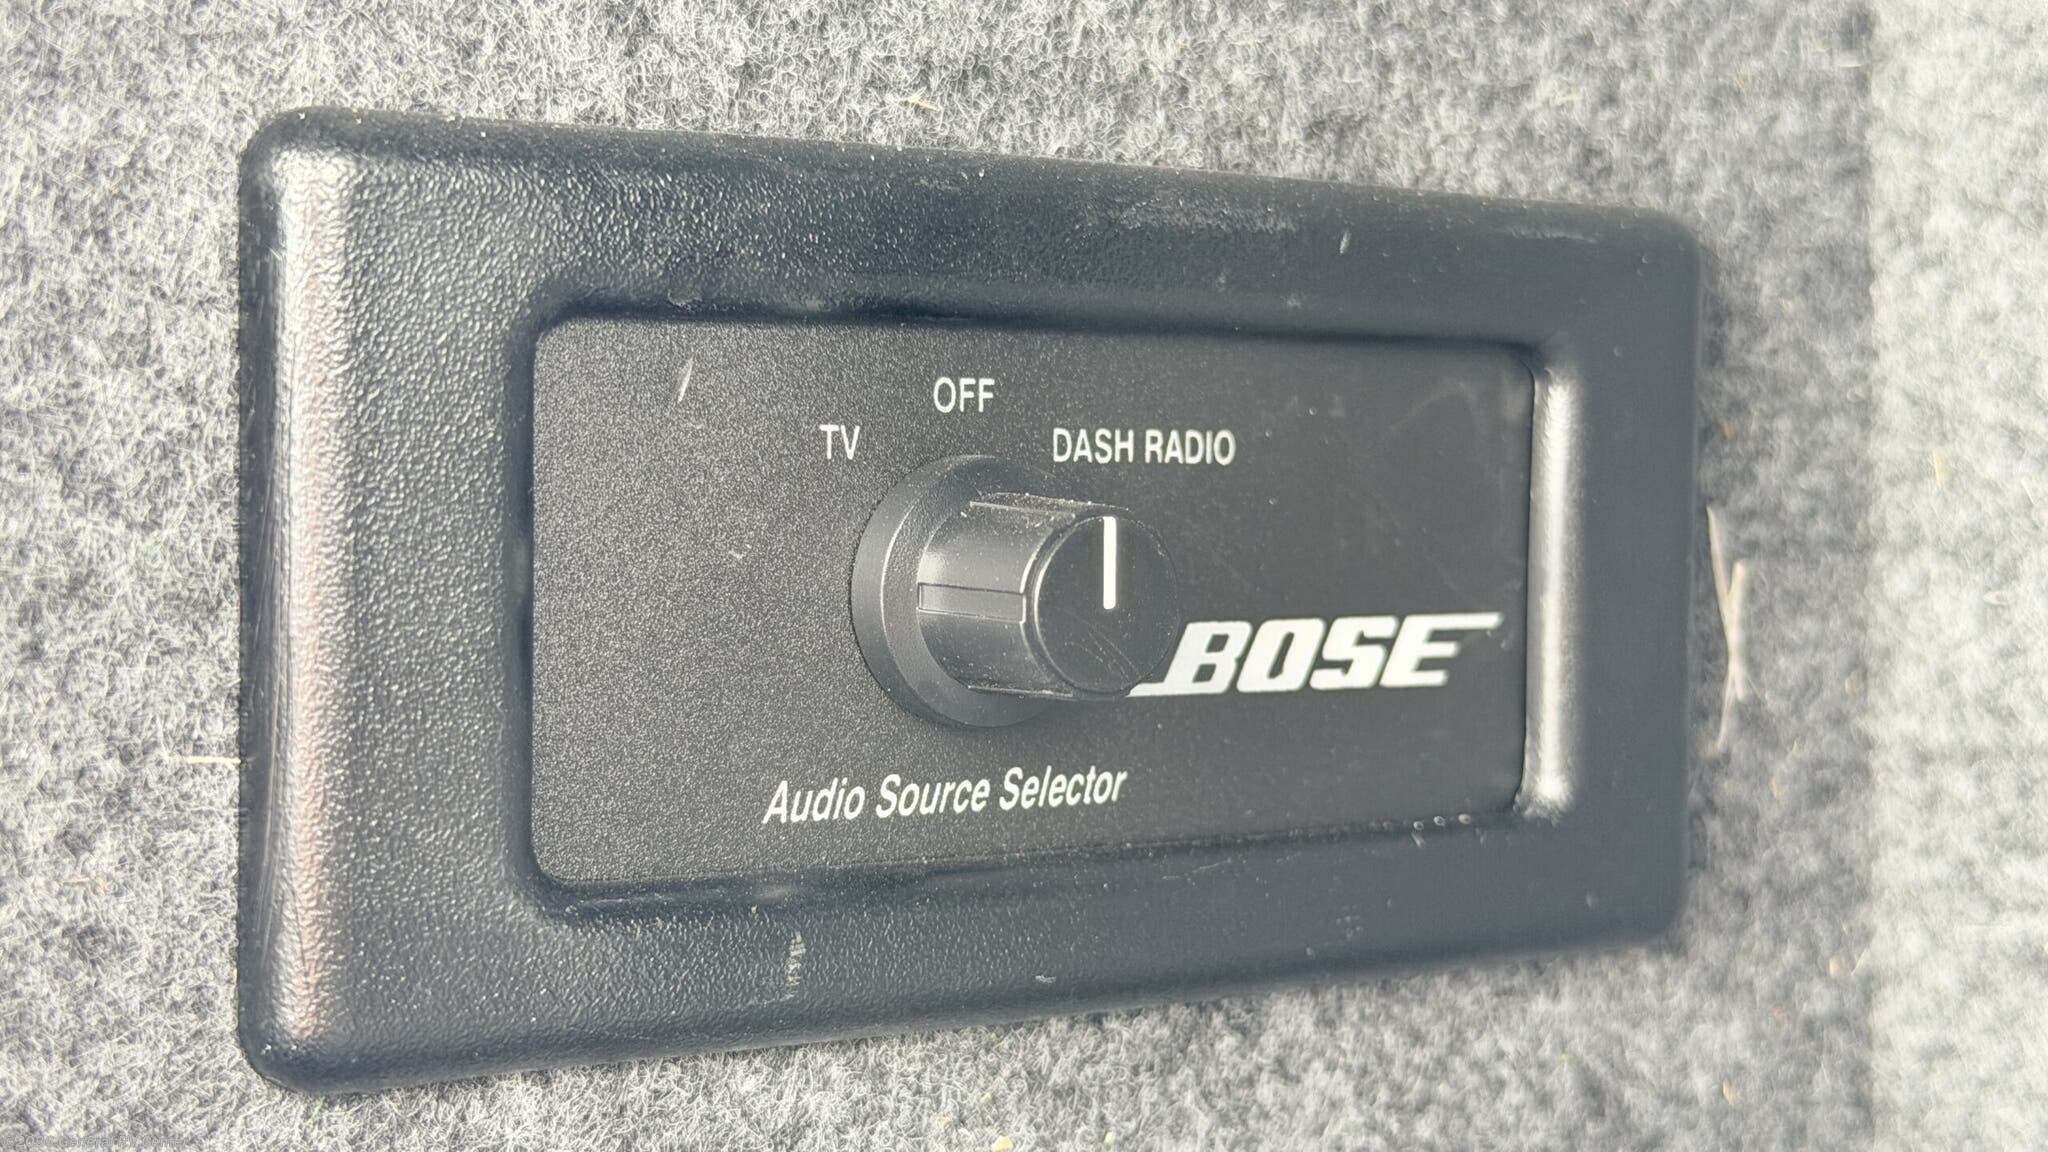 OFF
TV
DASH RADIO
BOSE
Audio Source Selector